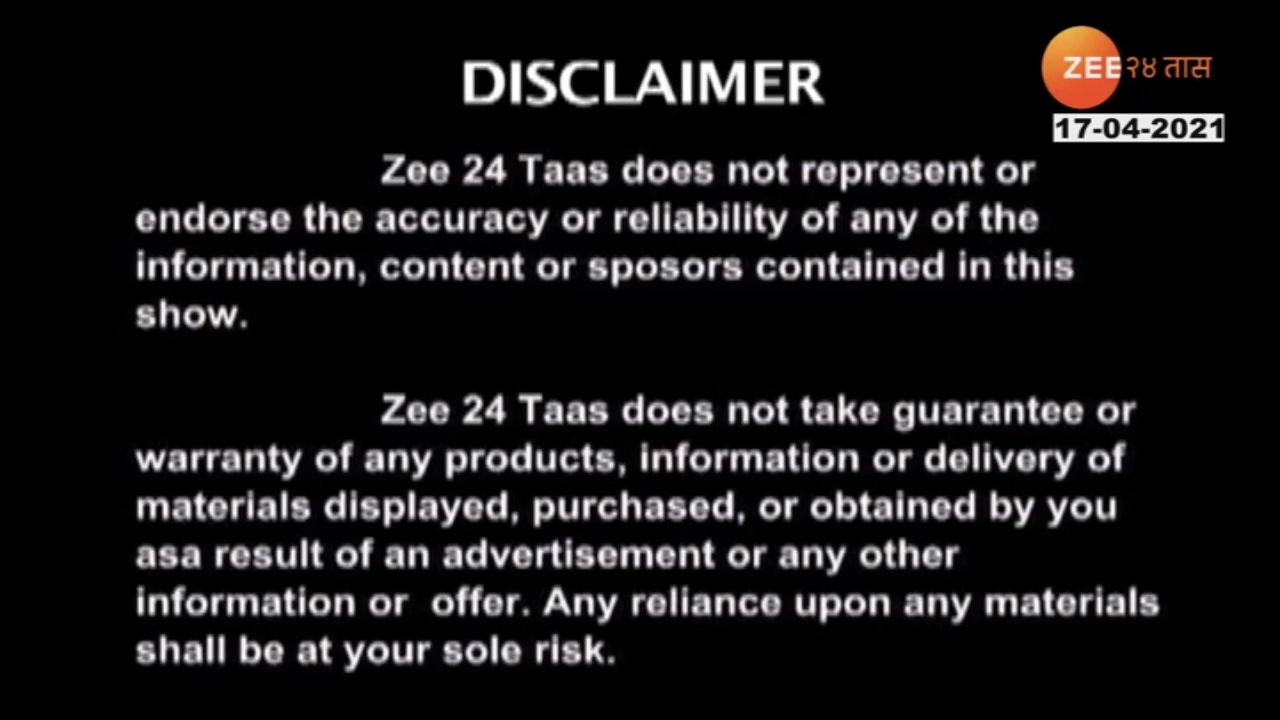 DISCLAIMER
ZEE २४ तास
17-04-2021
Zee 24 Taas does not represent or
endorse the accuracy or reliability of any of the
information, content or sposors contained in this
show.
Zee 24 Taas does not take guarantee or
warranty of any products, information or delivery of
materials displayed, purchased, or obtained by you
asa result of an advertisement or any other
information or  offer. Any reliance upon any materials
shall be at your sole risk.